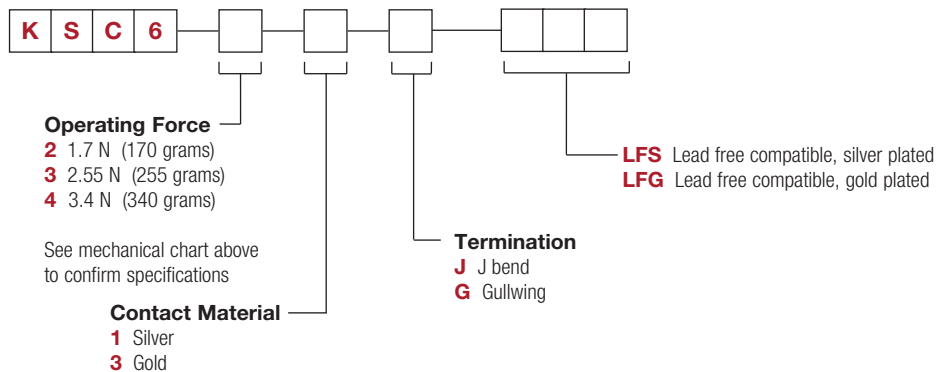 K S C 6
Operating Force
2 1.7 N (170 grams)
3 2.55 N (255 grams)
4 3.4 N (340 grams)
See mechanical chart above
to confirm specifications
Contact Material
1 Silver
3 Gold
Termination
J J bend
G Gullwing
LFS Lead free compatible, silver plated
LFG Lead free compatible, gold plated